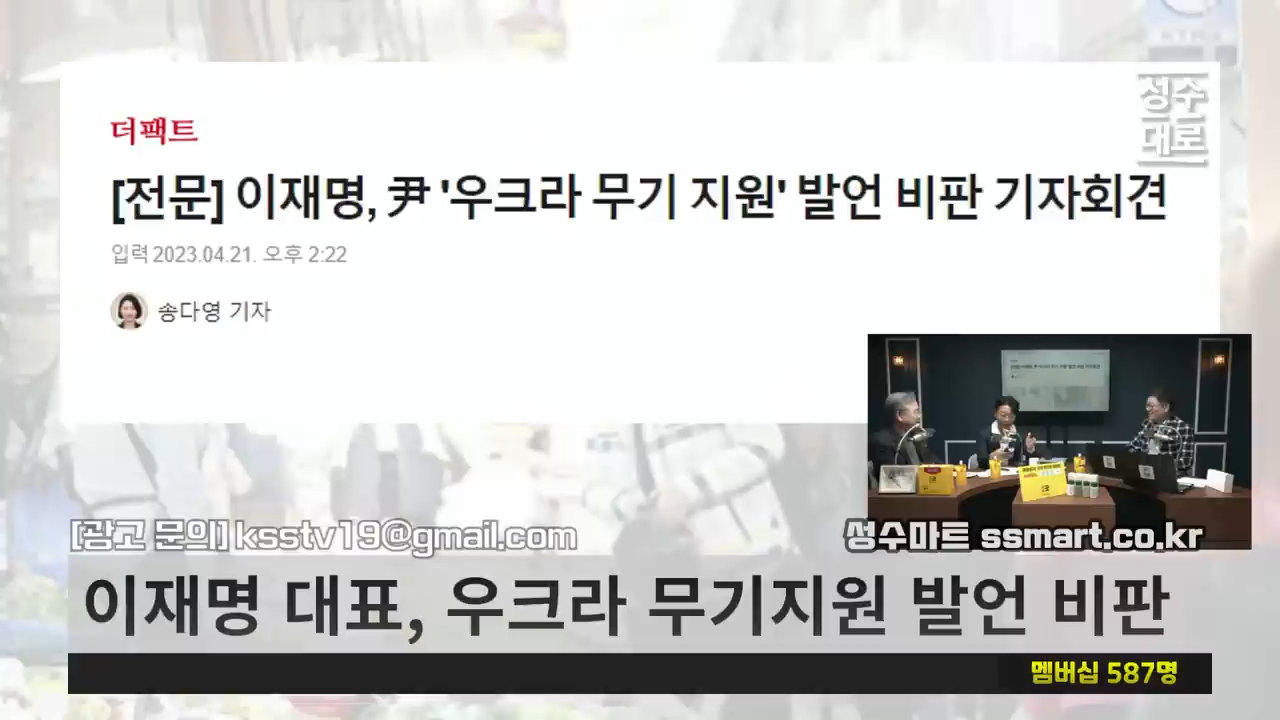 성수
대로
더팩트
[전문] 이재명, 尹 '우크라 무기 지원' 발언 비판 기자회견
입력 2023.04.21. 오후 2:22
송다영 기자
[광고 문의] ksstv19@gmail.com
성수마트 ssmart.co.kr
이재명 대표, 우크라 무기지원 발언 비판
멤버십 587명